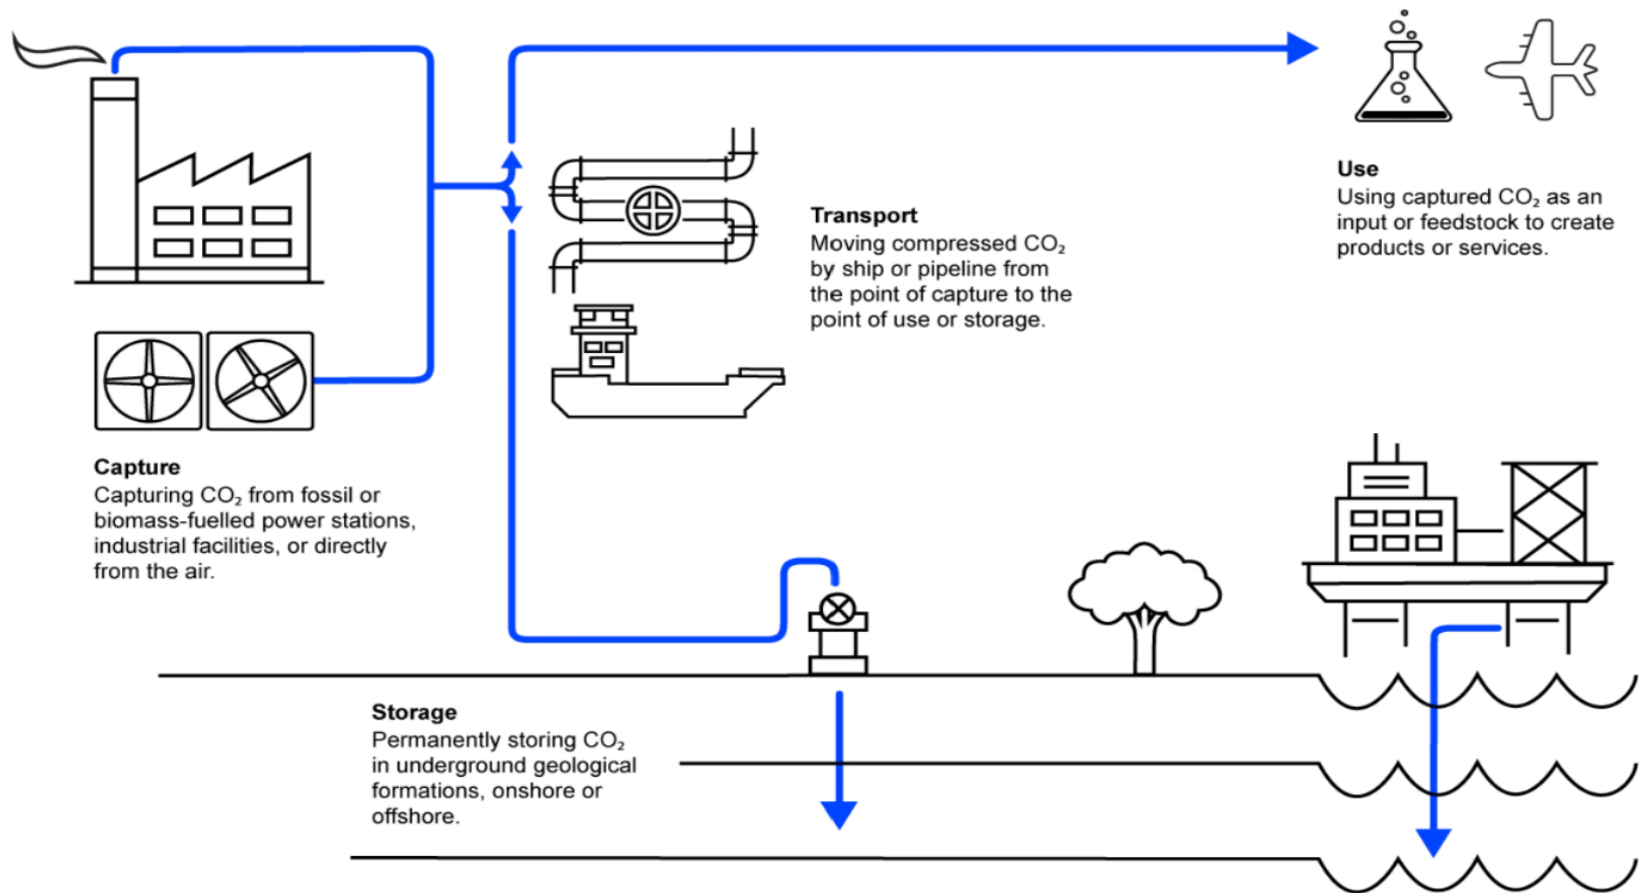 Use
Using captured CO₂ as an
input or feedstock to create
products or services.
Transport
Moving compressed CO₂
by ship or pipeline from
the point of capture to the
point of use or storage.
Capture
Capturing CO₂ from fossil or
biomass-fuelled power stations,
industrial facilities, or directly
from the air.
Storage
Permanently storing CO₂
in underground geological
formations, onshore or
offshore.